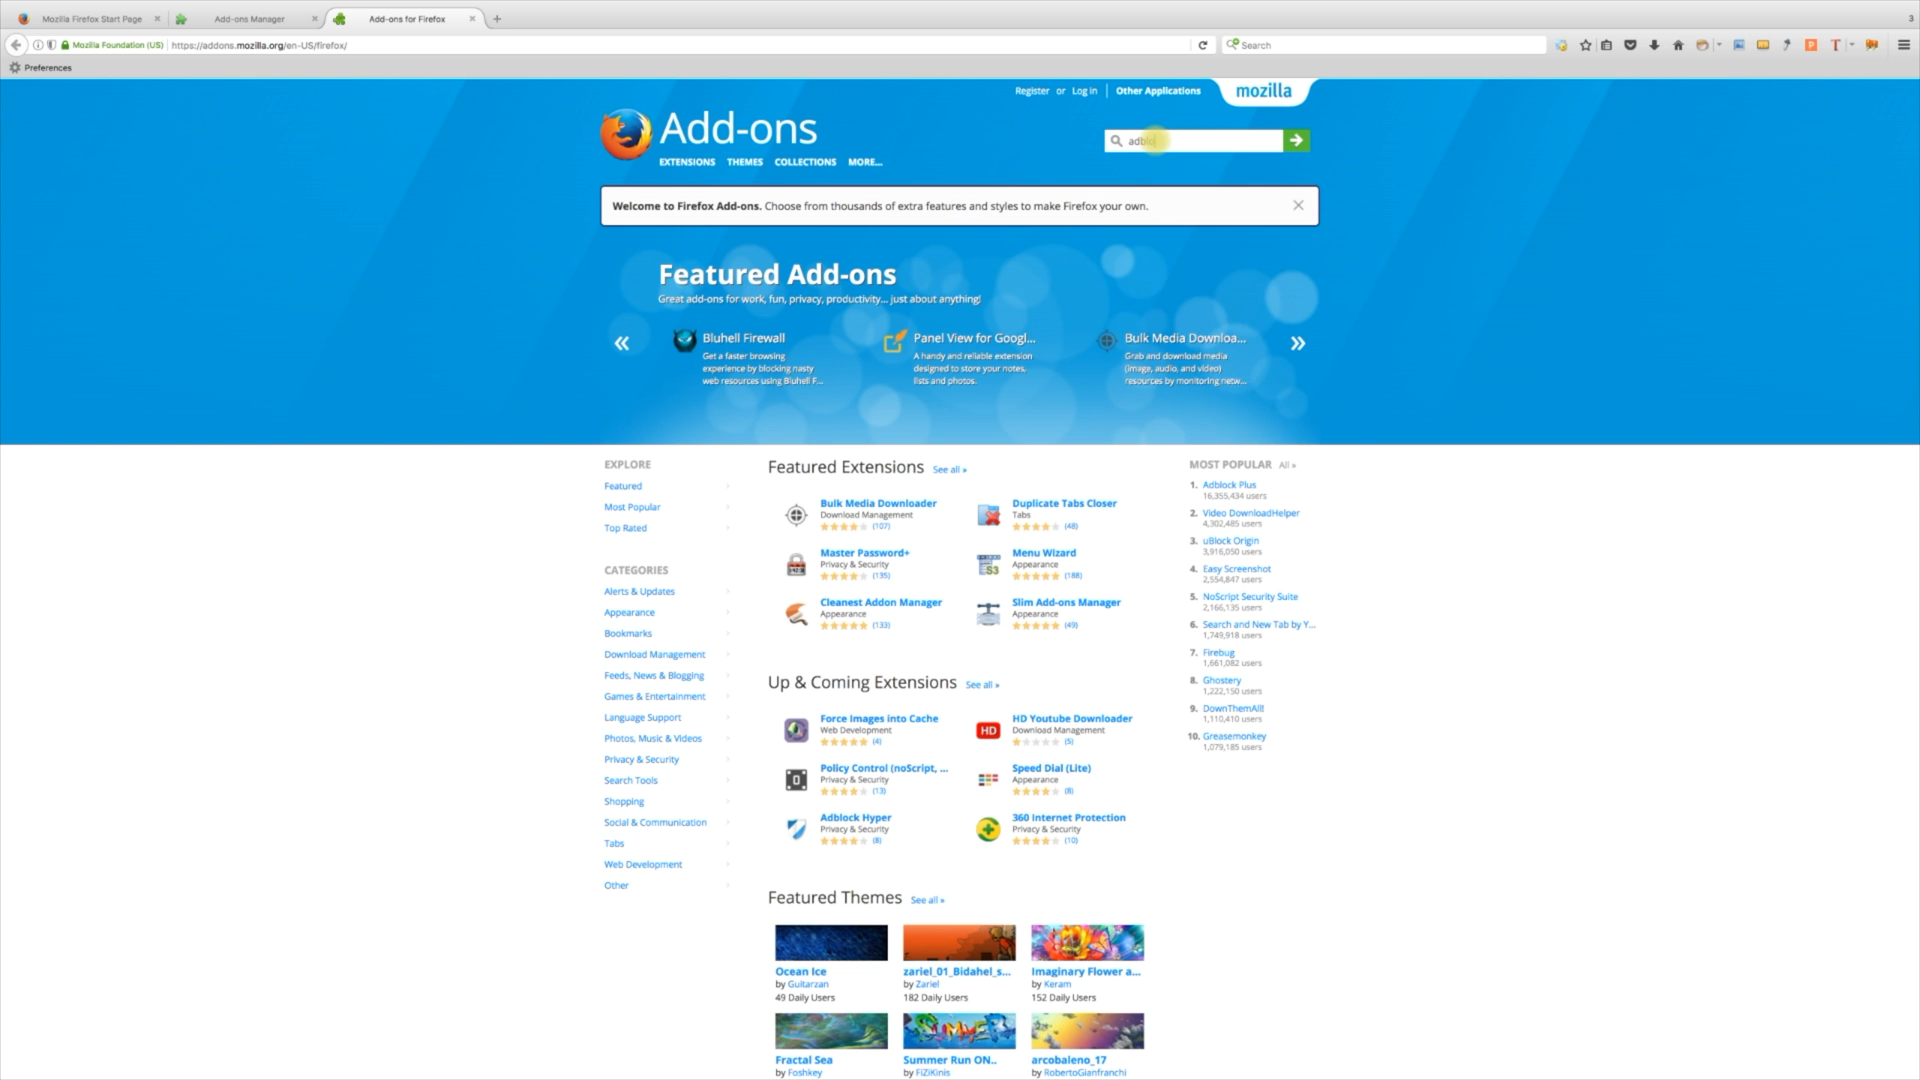 Mozilla Firefox Start Page
Add-ons Manager
Add-ons for Firefox
3
Mozilla Foundation (US)
https://addons.mozilla.org/en-US/firefox/
Search
Preferences
Register or Log in
Other Applications
mozilla
Add-ons
EXTENSIONS THEMES COLLECTIONS MORE...
Welcome to Firefox Add-ons. Choose from thousands of extra features and styles to make Firefox your own.
Featured Add-ons
Great add-ons for work, fun, privacy, productivity... just about anything!
«
Bluhell Firewall
Get a faster browsing
experience by blocking nasty
web resources using Bluhell F...
Panel View for Googl...
A handy and reliable extension
designed to store your notes,
lists and photos.
Bulk Media Downloa...
Grab and download media
(image, audio, and video)
resources by monitoring netw...
»
EXPLORE
Featured
Most Popular
Top Rated
CATEGORIES
Alerts & Updates
Appearance
Bookmarks
Download Management
Feeds, News & Blogging
Games & Entertainment
Language Support
Photos, Music & Videos
Privacy & Security
Search Tools
Shopping
Social & Communication
Tabs
Web Development
Other
Featured Extensions See all »
Bulk Media Downloader
Download Management
(107)
Duplicate Tabs Closer
Tabs
(48)
Master Password+
Privacy & Security
(135)
Menu Wizard
Appearance
(188)
Cleanest Addon Manager
Appearance
(133)
Slim Add-ons Manager
Appearance
(49)
Up & Coming Extensions See all »
Force Images into Cache
Web Development
(4)
HD
HD Youtube Downloader
Download Management
(5)
Policy Control (noScript, ...
Privacy & Security
(13)
Speed Dial (Lite)
Appearance
(8)
Adblock Hyper
Privacy & Security
(8)
360 Internet Protection
Privacy & Security
(10)
Featured Themes See all »
Ocean Ice
by Guitarzan
49 Daily Users
zariel_01_Bidahel_s...
by Zariel
182 Daily Users
Imaginary Flower a...
by Keram
152 Daily Users
SUMMER
Fractal Sea
by Foshkey
Summer Run ON..
by FiZiKinis
arcobaleno_17
by RobertoGianfranchi
MOST POPULAR All »
1. Adblock Plus
16,355,434 users
2. Video DownloadHelper
4,302,485 users
3. uBlock Origin
3,916,050 users
4. Easy Screenshot
2,554,847 users
5. NoScript Security Suite
2,166,135 users
6. Search and New Tab by Y...
1,749,918 users
7. Firebug
1,661,082 users
8. Ghostery
1,222,150 users
9. DownThemAll!
1,110,410 users
10. Greasemonkey
1,079,185 users